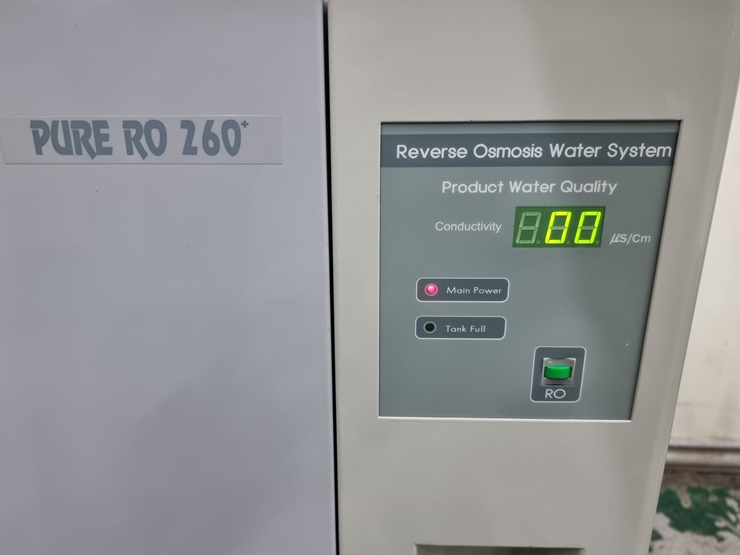 PURE RO 260+
Reverse Osmosis Water System
Product Water Quality
Conductivity 00 μS/Cm
Main Power
Tank Full
RO